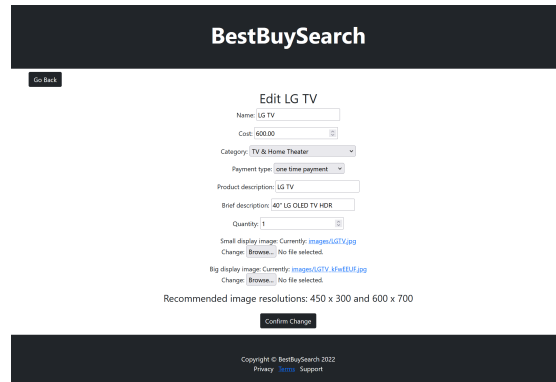 BestBuySearch
Go Back
Edit LG TV
Name: LG TV
Cost: 600.00
Category: TV & Home Theater
Payment type: one time payment
Product description: LG TV
Brief description: 40" LG OLED TV HDR
Quantity: 1
Small display image: Currently: images/LGTV.jpg
Change: Browse... No file selected.
Big display image: Currently: images/LGTV_kFwEEUF.jpg
Change: Browse... No file selected.
Recommended image resolutions: 450 x 300 and 600 x 700
Confirm Change
Copyright © BestBuySearch 2022
Privacy Terms Support